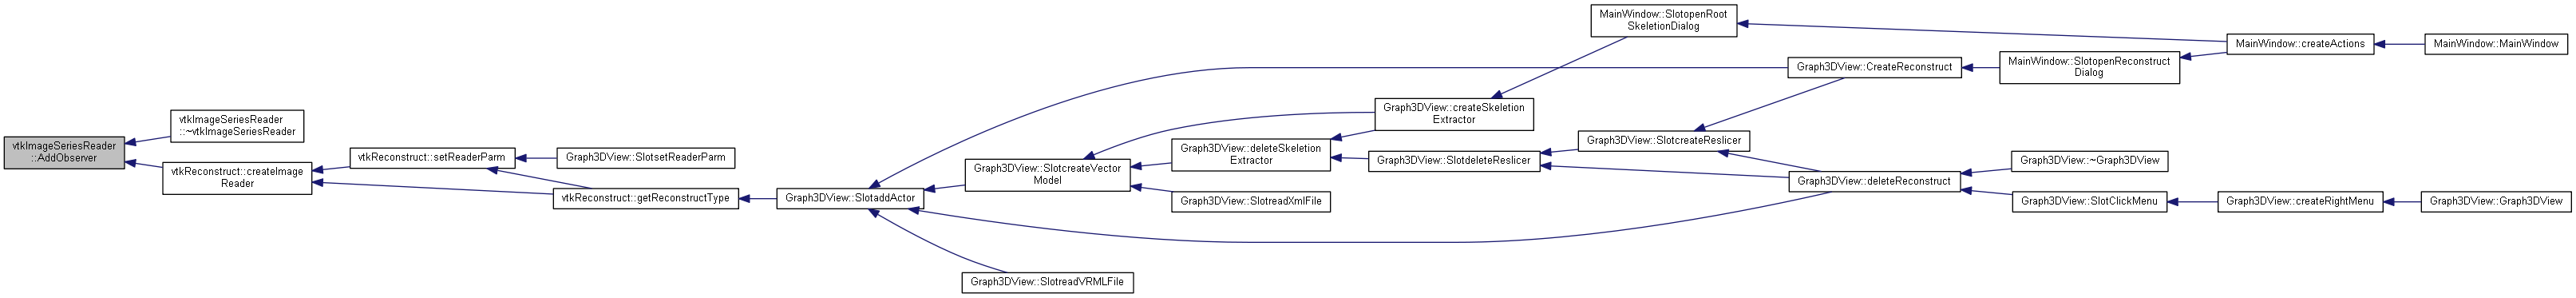 vtkImageSeriesReader
::AddObserver
vtkImageSeriesReader
::~vtkImageSeriesReader
vtkReconstruct::createImage
Reader
vtkReconstruct::setReaderParm
Graph3DView::SlotsetReaderParm
vtkReconstruct::getReconstructType
Graph3DView::SlotaddActor
Graph3DView::CreateReconstruct
Graph3DView::SlotcreateVector
Model
Graph3DView::SlotreadVRMLFile
Graph3DView::createSkeletion
Extractor
Graph3DView::deleteSkeletion
Extractor
Graph3DView::SlotreadXmlFile
MainWindow::SlotopenRoot
SkeletionDialog
Graph3DView::SlotdeleteReslicer
Graph3DView::SlotcreateReslicer
Graph3DView::deleteReconstruct
MainWindow::SlotopenReconstruct
Dialog
MainWindow::createActions
MainWindow::MainWindow
Graph3DView::~Graph3DView
Graph3DView::SlotClickMenu
Graph3DView::createRightMenu
Graph3DView::Graph3DView